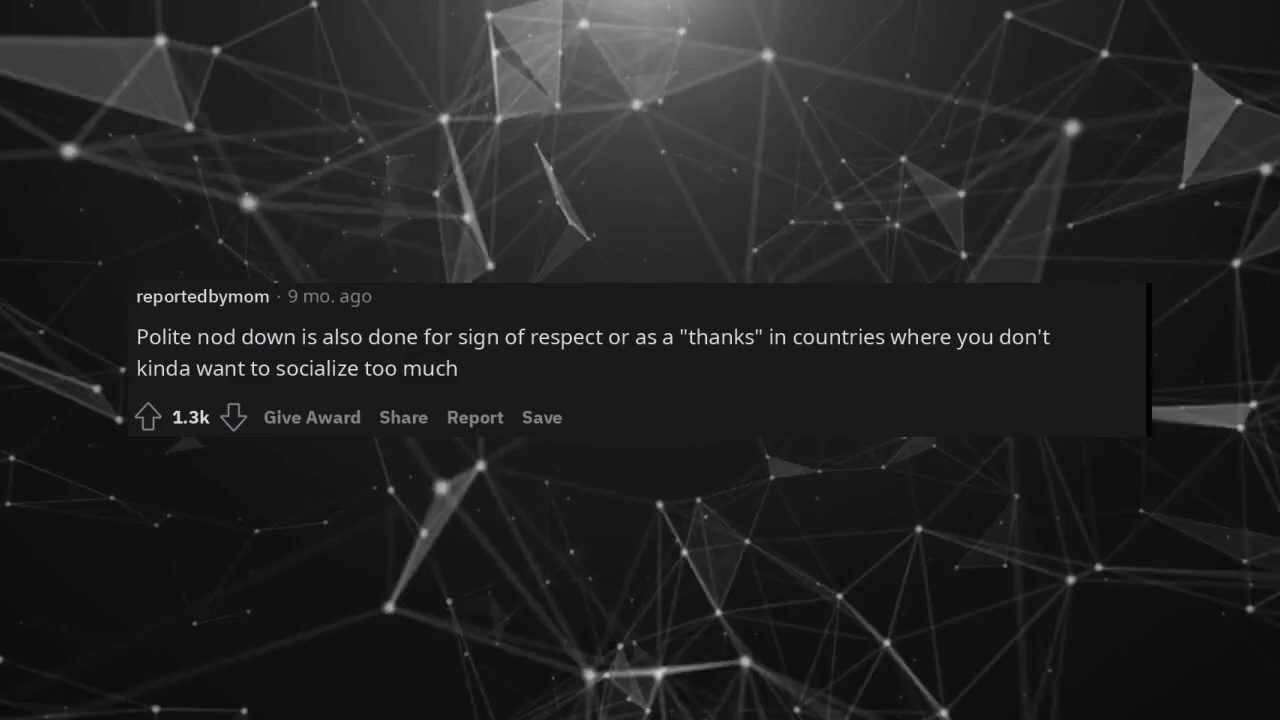 reportedbymom · 9 mo. ago
Polite nod down is also done for sign of respect or as a "thanks" in countries where you don't
kinda want to socialize too much
1.3k Give Award Share Report Save